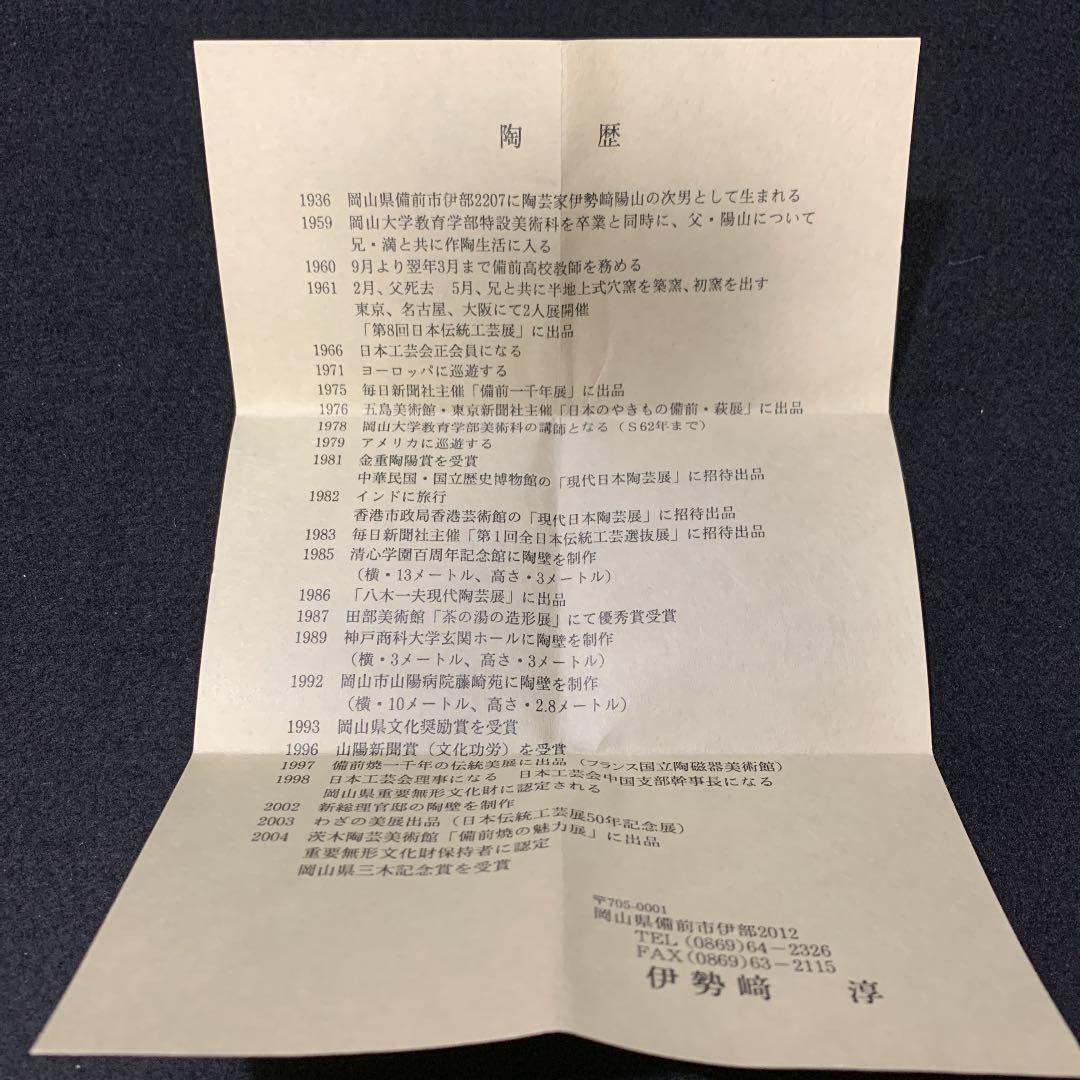 陶　歴
1936　岡山県備前市伊部2207に陶芸家伊勢﨑陽山の次男として生まれる
1959　岡山大学教育学部特設美術科を卒業と同時に、父・陽山について
兄・満と共に作陶生活に入る
1960　9月より翌年3月まで備前高校教師を務める
1961　2月、父死去　5月、兄と共に半地上式穴窯を築窯、初窯を出す
東京、名古屋、大阪にて2人展開催
「第8回日本伝統工芸展」に出品
1966　日本工芸会正会員になる
1971　ヨーロッパに巡遊する
1975　毎日新聞社主催「備前一千年展」に出品
1976　五島美術館・東京新聞社主催「日本のやきもの備前・萩展」に出品
1978　岡山大学教育学部美術科の講師となる（S62年まで）
1979　アメリカに巡遊する
1981　金重陶陽賞を受賞
中華民国・国立歴史博物館の「現代日本陶芸展」に招待出品
1982　インドに旅行
香港市政局香港芸術館の「現代日本陶芸展」に招待出品
1983　毎日新聞社主催「第1回全日本伝統工芸選抜展」に招待出品
1985　清心学園百周年記念館に陶壁を制作
（横・13メートル、高さ・3メートル）
1986　「八木一夫現代陶芸展」に出品
1987　田部美術館「茶の湯の造形展」にて優秀賞受賞
1989　神戸商科大学玄関ホールに陶壁を制作
（横・3メートル、高さ・3メートル）
1992　岡山市山陽病院藤崎苑に陶壁を制作
（横・10メートル、高さ・2.8メートル）
1993　岡山県文化奨励賞を受賞
1996　山陽新聞賞（文化功労）を受賞
1997　備前焼一千年の伝統美展に出品（フランス国立陶磁器美術館）
1998　日本工芸会理事になる　日本工芸会中国支部幹事長になる
岡山県重要無形文化財に認定される
2002　新総理官邸の陶壁を制作
2003　わざの美展出品（日本伝統工芸展50年記念展）
2004　茨木陶芸美術館「備前焼の魅力展」に出品
重要無形文化財保持者に認定
岡山県三木記念賞を受賞
〒705-0001
岡山県備前市伊部2012
TEL（0869）64－2326
FAX（0869）63－2115
伊勢﨑　淳